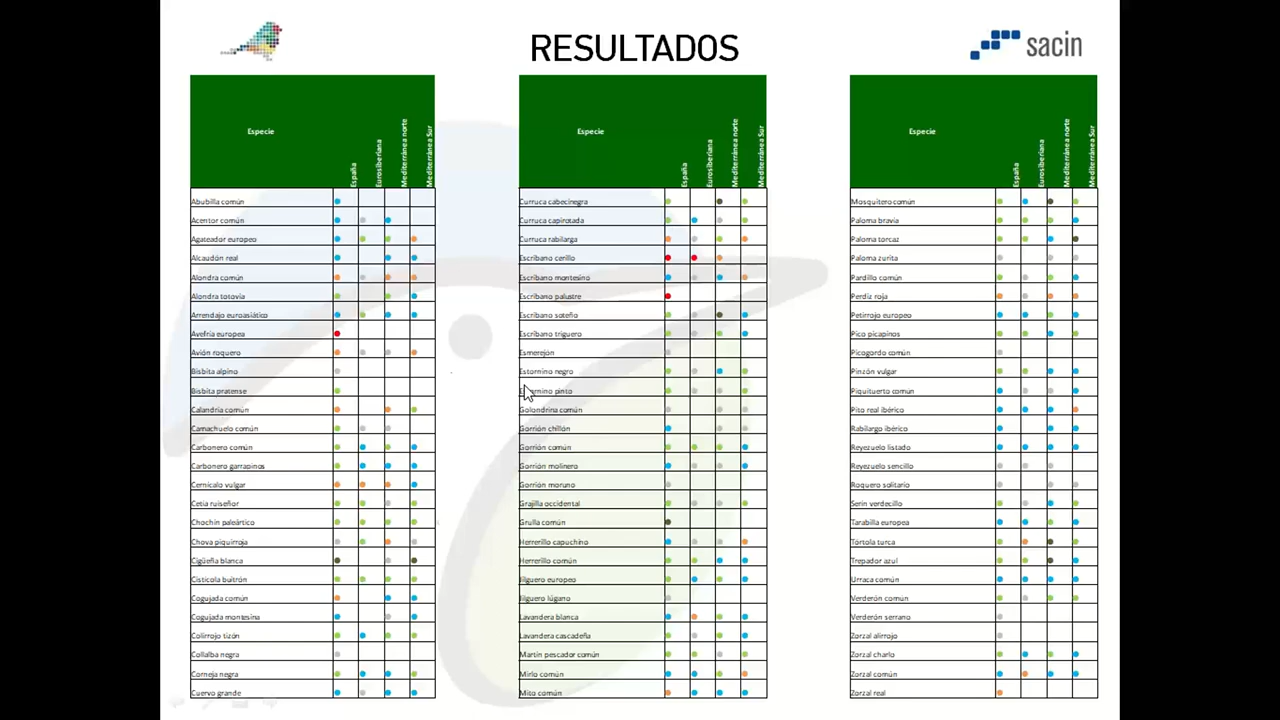 RESULTADOS
sacin
Especie
España
Eurosiberiana
Mediterránea norte
Mediterránea Sur
Abubilla común
Acentor común
Agateador europeo
Alcaudón real
Alondra común
Alondra totovía
Arrendajo euroasiático
Avefría europea
Avión roquero
Bisbita alpino
Bisbita pratense
Calandria común
Camachuelo común
Carbonero común
Carbonero garrapinos
Cernícalo vulgar
Cetia ruiseñor
Chochín paleártico
Chova piquirroja
Cigüeña blanca
Cistícola buitrón
Cogujada común
Cogujada montesina
Colirrojo tizón
Collalba negra
Corneja negra
Cuervo grande
Especie
España
Eurosiberiana
Mediterránea norte
Mediterránea Sur
Curruca cabecinegra
Curruca capirotada
Curruca rabilarga
Escribano cerillo
Escribano montesino
Escribano palustre
Escribano soteño
Escribano triguero
Esmerejón
Estornino negro
Estornino pinto
Golondrina común
Gorrión chillón
Gorrión común
Gorrión molinero
Gorrión moruno
Grajilla occidental
Grulla común
Herrerillo capuchino
Herrerillo común
Jilguero europeo
Jilguero lúgano
Lavandera blanca
Lavandera cascadeña
Martín pescador común
Mirlo común
Mito común
Especie
España
Eurosiberiana
Mediterránea norte
Mediterránea Sur
Mosquitero común
Paloma bravía
Paloma torcaz
Paloma zurita
Pardillo común
Perdiz roja
Petirrojo europeo
Pico picapinos
Picogordo común
Pinzón vulgar
Piquituerto común
Pito real ibérico
Rabilargo ibérico
Reyezuelo listado
Reyezuelo sencillo
Roquero solitario
Serín verdecillo
Tarabilla europea
Tórtola turca
Trepador azul
Urraca común
Verderón común
Verderón serrano
Zorzal alirrojo
Zorzal charlo
Zorzal común
Zorzal real